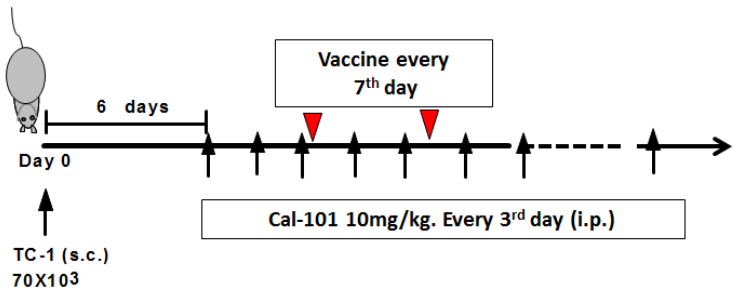 Vaccine every
7th day
6 days
Day 0
Cal-101 10mg/kg. Every 3rd day (i.p.)
TC-1 (s.c.)
70X103